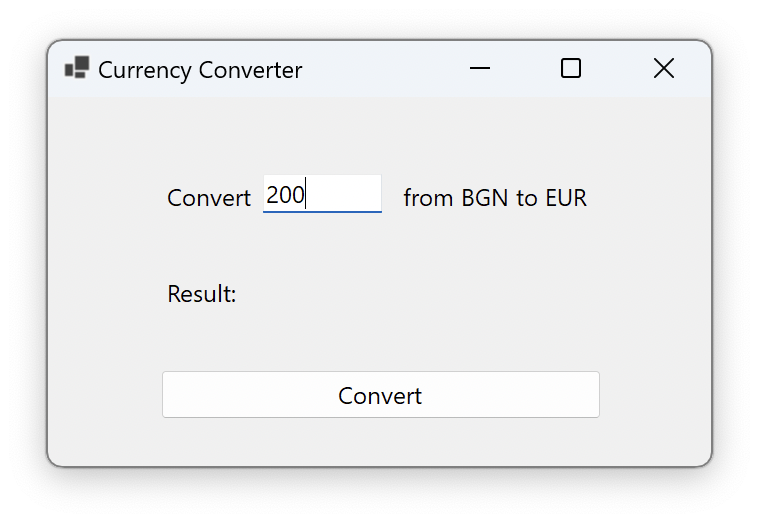 Currency Converter
Convert 200 from BGN to EUR
Result:
Convert